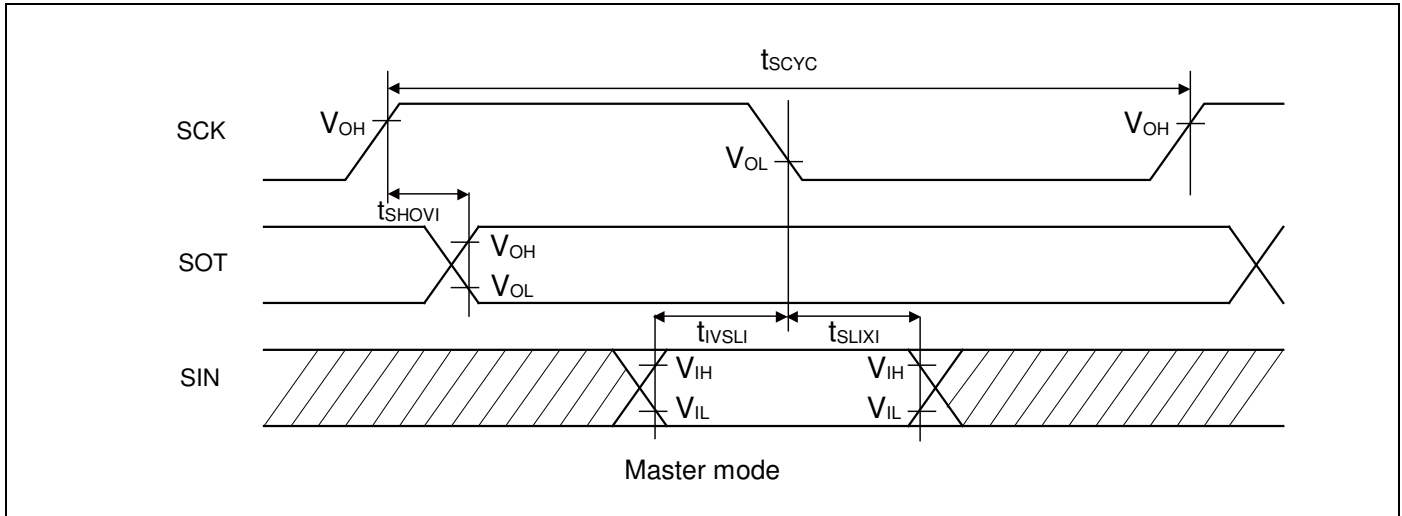 tSCYC
SCK
VOH
VOL
VOH
tSHOVI
SOT
VOH
VOL
tIVSLI
tSLIXI
SIN
VIH
VIL
VIH
VIL
Master mode